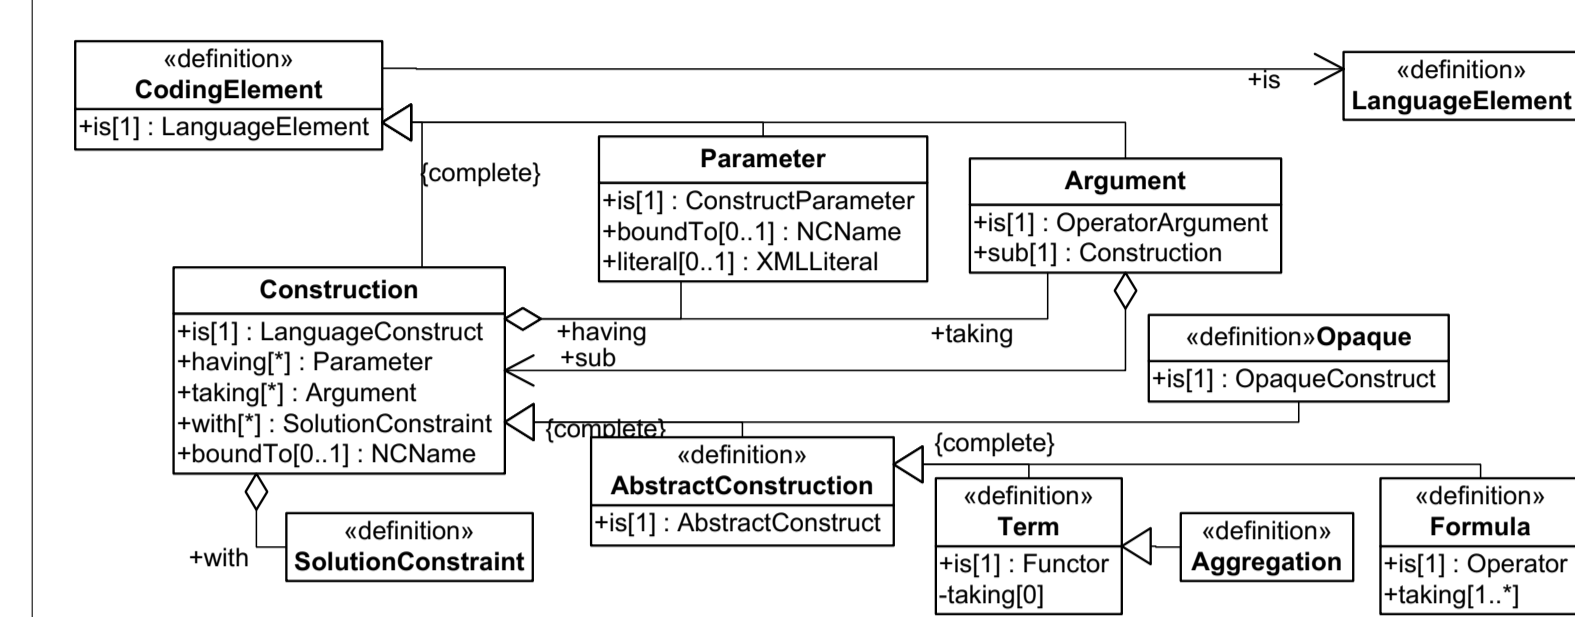 «definition»
CodingElement
+is[1] : LanguageElement
+is
«definition»
LanguageElement
{complete}
Parameter
+is[1] : ConstructParameter
+boundTo[0..1] : NCName
+literal[0..1] : XMLLiteral
Argument
+is[1] : OperatorArgument
+sub[1] : Construction
Construction
+is[1] : LanguageConstruct
+having[*] : Parameter
+taking[*] : Argument
+with[*] : SolutionConstraint
+boundTo[0..1] : NCName
+having
+taking
+sub
«definition»Opaque
+is[1] : OpaqueConstruct
{complete}
«definition»
AbstractConstruction
+is[1] : AbstractConstruct
{complete}
+with
«definition»
SolutionConstraint
«definition»
Term
+is[1] : Functor
-taking[0]
«definition»
Aggregation
«definition»
Formula
+is[1] : Operator
+taking[1..*]